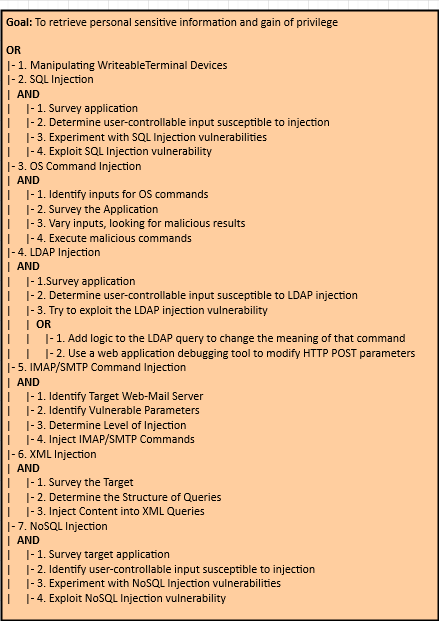 Goal: To retrieve personal sensitive information and gain of privilege
OR
|- 1. Manipulating WriteableTerminal Devices
|- 2. SQL Injection
| AND
| |- 1. Survey application
| |- 2. Determine user-controllable input susceptible to injection
| |- 3. Experiment with SQL Injection vulnerabilities
| |- 4. Exploit SQL Injection vulnerability
|- 3. OS Command Injection
| AND
| |- 1. Identify inputs for OS commands
| |- 2. Survey the Application
| |- 3. Vary inputs, looking for malicious results
| |- 4. Execute malicious commands
|- 4. LDAP Injection
| AND
| |- 1.Survey application
| |- 2. Determine user-controllable input susceptible to LDAP injection
| |- 3. Try to exploit the LDAP injection vulnerability
| | OR
| | |- 1. Add logic to the LDAP query to change the meaning of that command
| | |- 2. Use a web application debugging tool to modify HTTP POST parameters
|- 5. IMAP/SMTP Command Injection
| AND
| |- 1. Identify Target Web-Mail Server
| |- 2. Identify Vulnerable Parameters
| |- 3. Determine Level of Injection
| |- 4. Inject IMAP/SMTP Commands
|- 6. XML Injection
| AND
| |- 1. Survey the Target
| |- 2. Determine the Structure of Queries
| |- 3. Inject Content into XML Queries
|- 7. NoSQL Injection
| AND
| |- 1. Survey target application
| |- 2. Identify user-controllable input susceptible to injection
| |- 3. Experiment with NoSQL Injection vulnerabilities
| |- 4. Exploit NoSQL Injection vulnerability